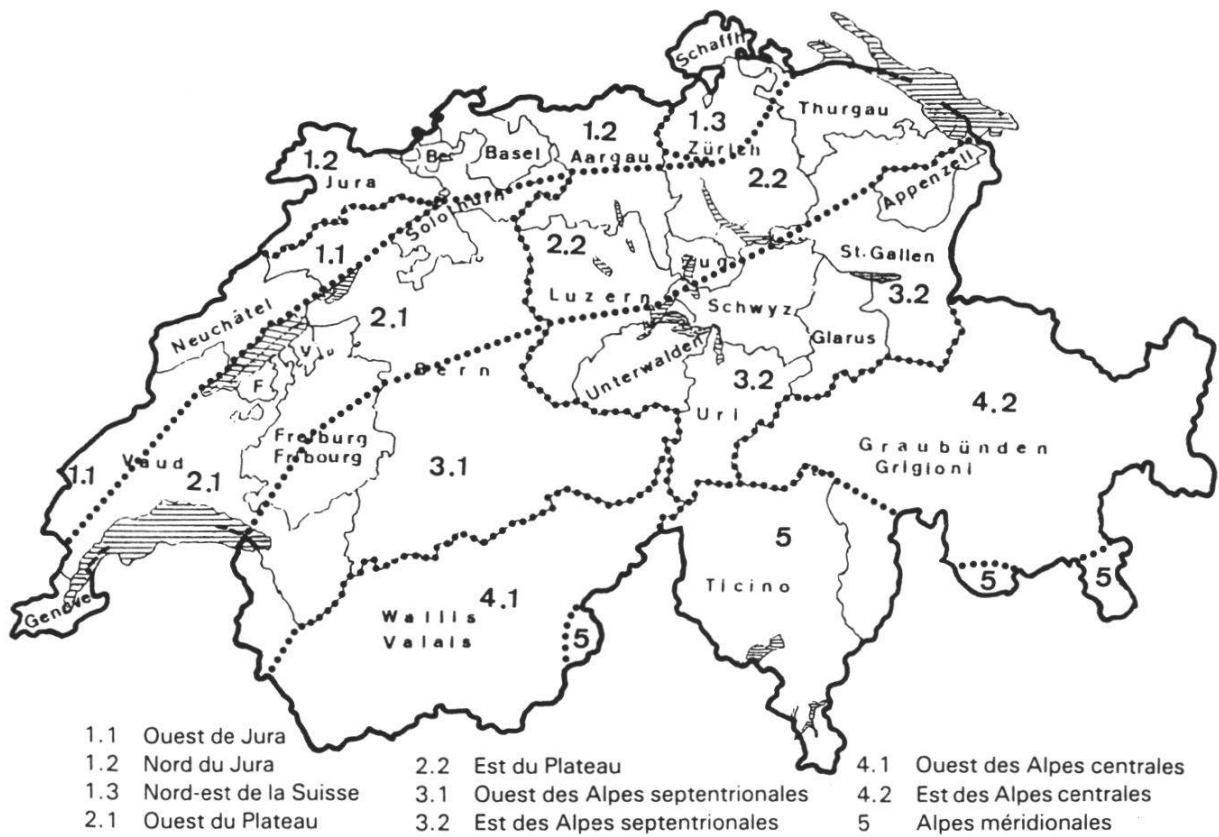 Schaffh
Thurgau
1.3
Zürich
1.2
Aargau
Basel
Be
1.2
Jura
Solothurn
2.2
Appenzell
1.1
2.2
Zug
St. Gallen
Luzern
Schwyz
3.2
Neuchâtel
2.1
Glarus
Unterwalden
Bern
F
3.2
Uri
4.2
Freiburg
Fribourg
Graubünden
Grigioni
1.1
Vaud
2.1
3.1
5
Ticino
5
5
Genève
4.1
Wallis
Valais
5
1.1 Ouest de Jura
1.2 Nord du Jura
1.3 Nord-est de la Suisse
2.1 Ouest du Plateau
2.2 Est du Plateau
3.1 Ouest des Alpes septentrionales
3.2 Est des Alpes septentrionales
4.1 Ouest des Alpes centrales
4.2 Est des Alpes centrales
5 Alpes méridionales